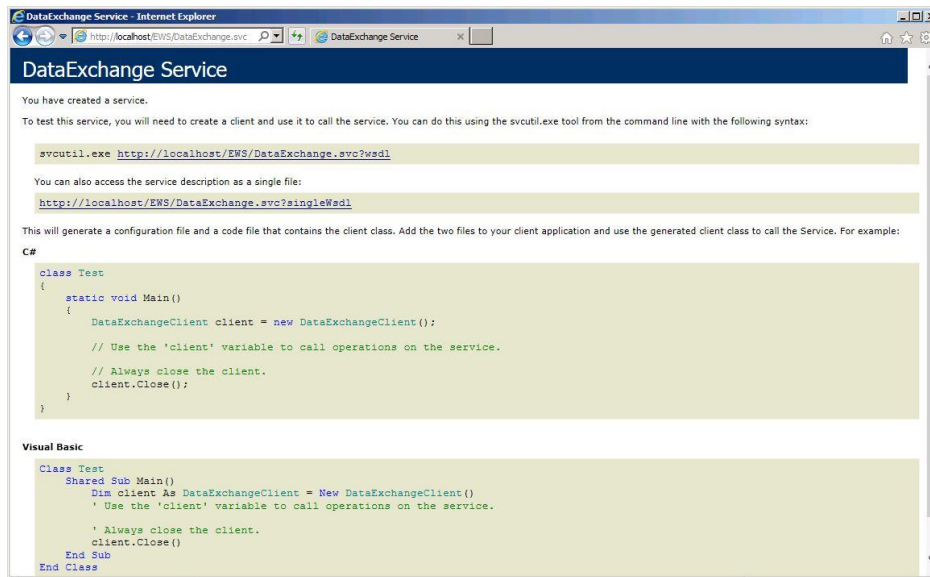 DataExchange Service - Internet Explorer
http://localhost/EWS/DataExchange.svc
DataExchange Service
DataExchange Service
You have created a service.
To test this service, you will need to create a client and use it to call the service. You can do this using the svcutil.exe tool from the command line with the following syntax:
svcutil.exe http://localhost/EWS/DataExchange.svc?wsdl
You can also access the service description as a single file:
http://localhost/EWS/DataExchange.svc?singleWsdl
This will generate a configuration file and a code file that contains the client class. Add the two files to your client application and use the generated client class to call the Service. For example:
C#
class Test
{
    static void Main()
    {
        DataExchangeClient client = new DataExchangeClient();
        // Use the 'client' variable to call operations on the service.
        // Always close the client.
        client.Close();
    }
}
Visual Basic
Class Test
    Shared Sub Main()
        Dim client As DataExchangeClient = New DataExchangeClient()
        ' Use the 'client' variable to call operations on the service.
        ' Always close the client.
        client.Close()
    End Sub
End Class